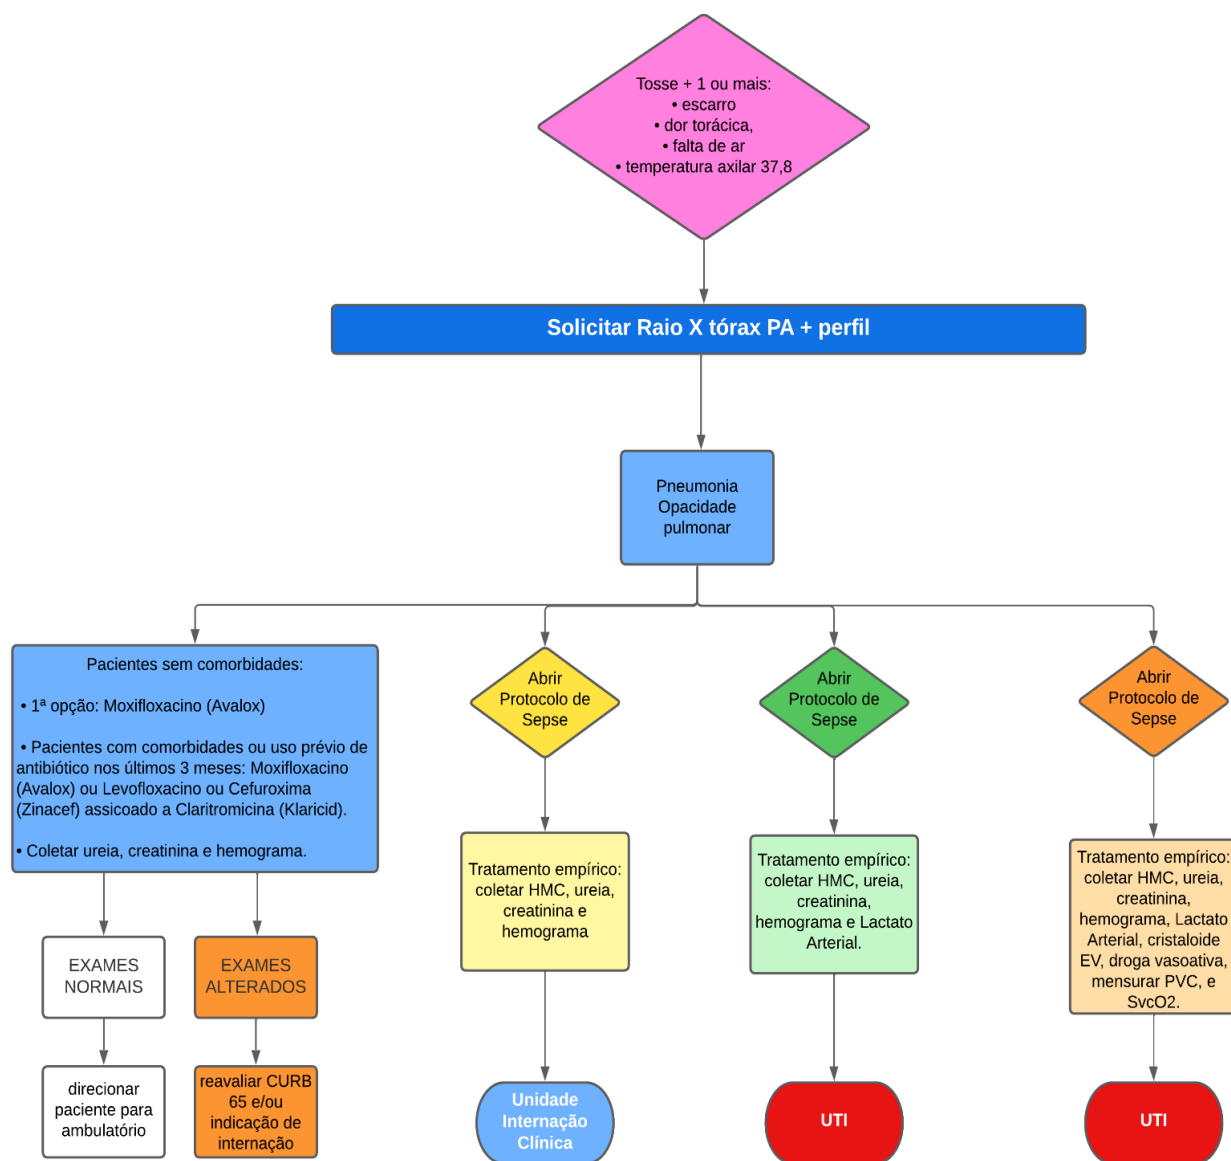 Tosse + 1 ou mais:
• escarro
• dor torácica,
• falta de ar
• temperatura axilar 37,8
Solicitar Raio X tórax PA + perfil
Pneumonia
Opacidade
pulmonar
Pacientes sem comorbidades:
• 1ª opção: Moxifloxacino (Avalox)
• Pacientes com comorbidades ou uso prévio de
antibiótico nos últimos 3 meses: Moxifloxacino
(Avalox) ou Levofloxacino ou Cefuroxima
(Zinacef) assicoado a Claritromicina (Klaricid).
• Coletar ureia, creatinina e hemograma.
EXAMES
NORMAIS
direcionar
paciente para
ambulatório
EXAMES
ALTERADOS
reavaliar CURB
65 e/ou
indicação de
internação
Abrir
Protocolo de
Sepse
Tratamento empírico:
coletar HMC, ureia,
creatinina e
hemograma
Unidade
Internação
Clínica
Abrir
Protocolo de
Sepse
Tratamento empírico:
coletar HMC, ureia,
creatinina,
hemograma e Lactato
Arterial.
UTI
Abrir
Protocolo de
Sepse
Tratamento empírico:
coletar HMC, ureia,
creatinina,
hemograma, Lactato
Arterial, cristaloide
EV, droga vasoativa,
mensurar PVC, e
SvcO2.
UTI